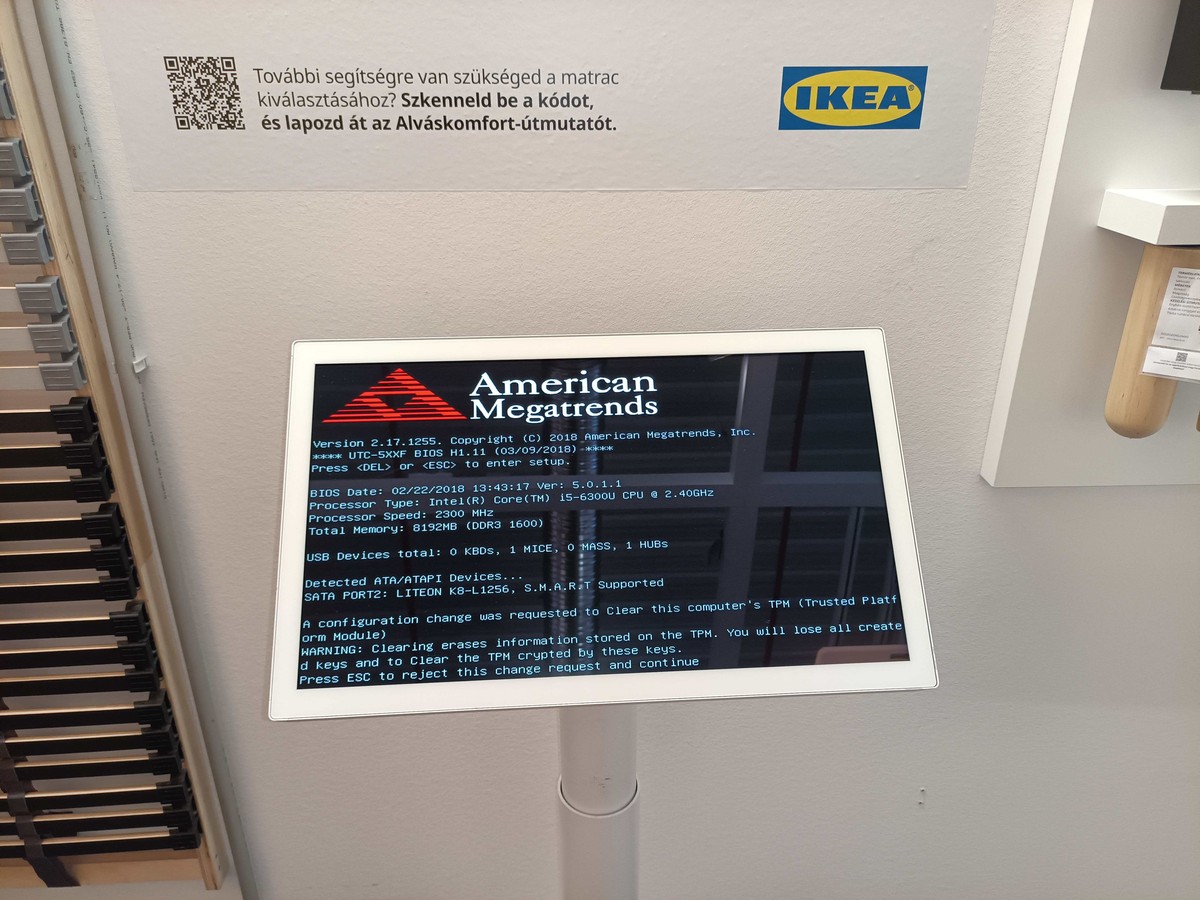 További segítségre van szükséged a matrac
kiválasztásához? Szkenneld be a kódot,
és lapozd át az Alváskomfort-útmutatót.
IKEA®
American
Megatrends
Version 2.17.1255. Copyright (C) 2018 American Megatrends, Inc.
**** UTC-5XXF BIOS H1.11 (03/09/2018) ****
Press <DEL> or <ESC> to enter setup.
BIOS Date: 02/22/2018 13:43:17 Ver: 5.0.1.1
Processor Type: Intel(R) Core(TM) i5-6300U CPU @ 2.40GHz
Processor Speed: 2300 MHz
Total Memory: 8192MB (DDR3 1600)
USB Devices total: 0 KBDs, 1 MICE, 0 MASS, 1 HUBs
Detected ATA/ATAPI Devices...
SATA PORT2: LITEON K8-L1256, S.M.A.R.T Supported
A configuration change was requested to Clear this computer's TPM (Trusted Platf
orm Module)
WARNING: Clearing erases information stored on the TPM. You will lose all create
d keys and to Clear the TPM crypted by these keys.
Press ESC to reject this change request and continue